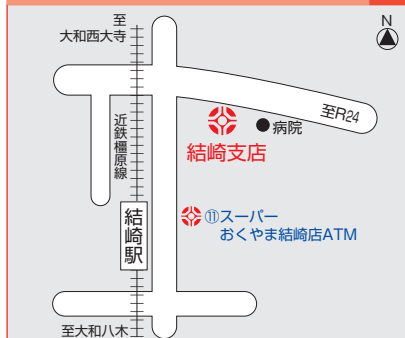 至
大和西大寺
N
至R24
病院
結崎支店
近鉄橿原線
結崎駅
⑪スーパー
おくやま結崎店ATM
至大和八木